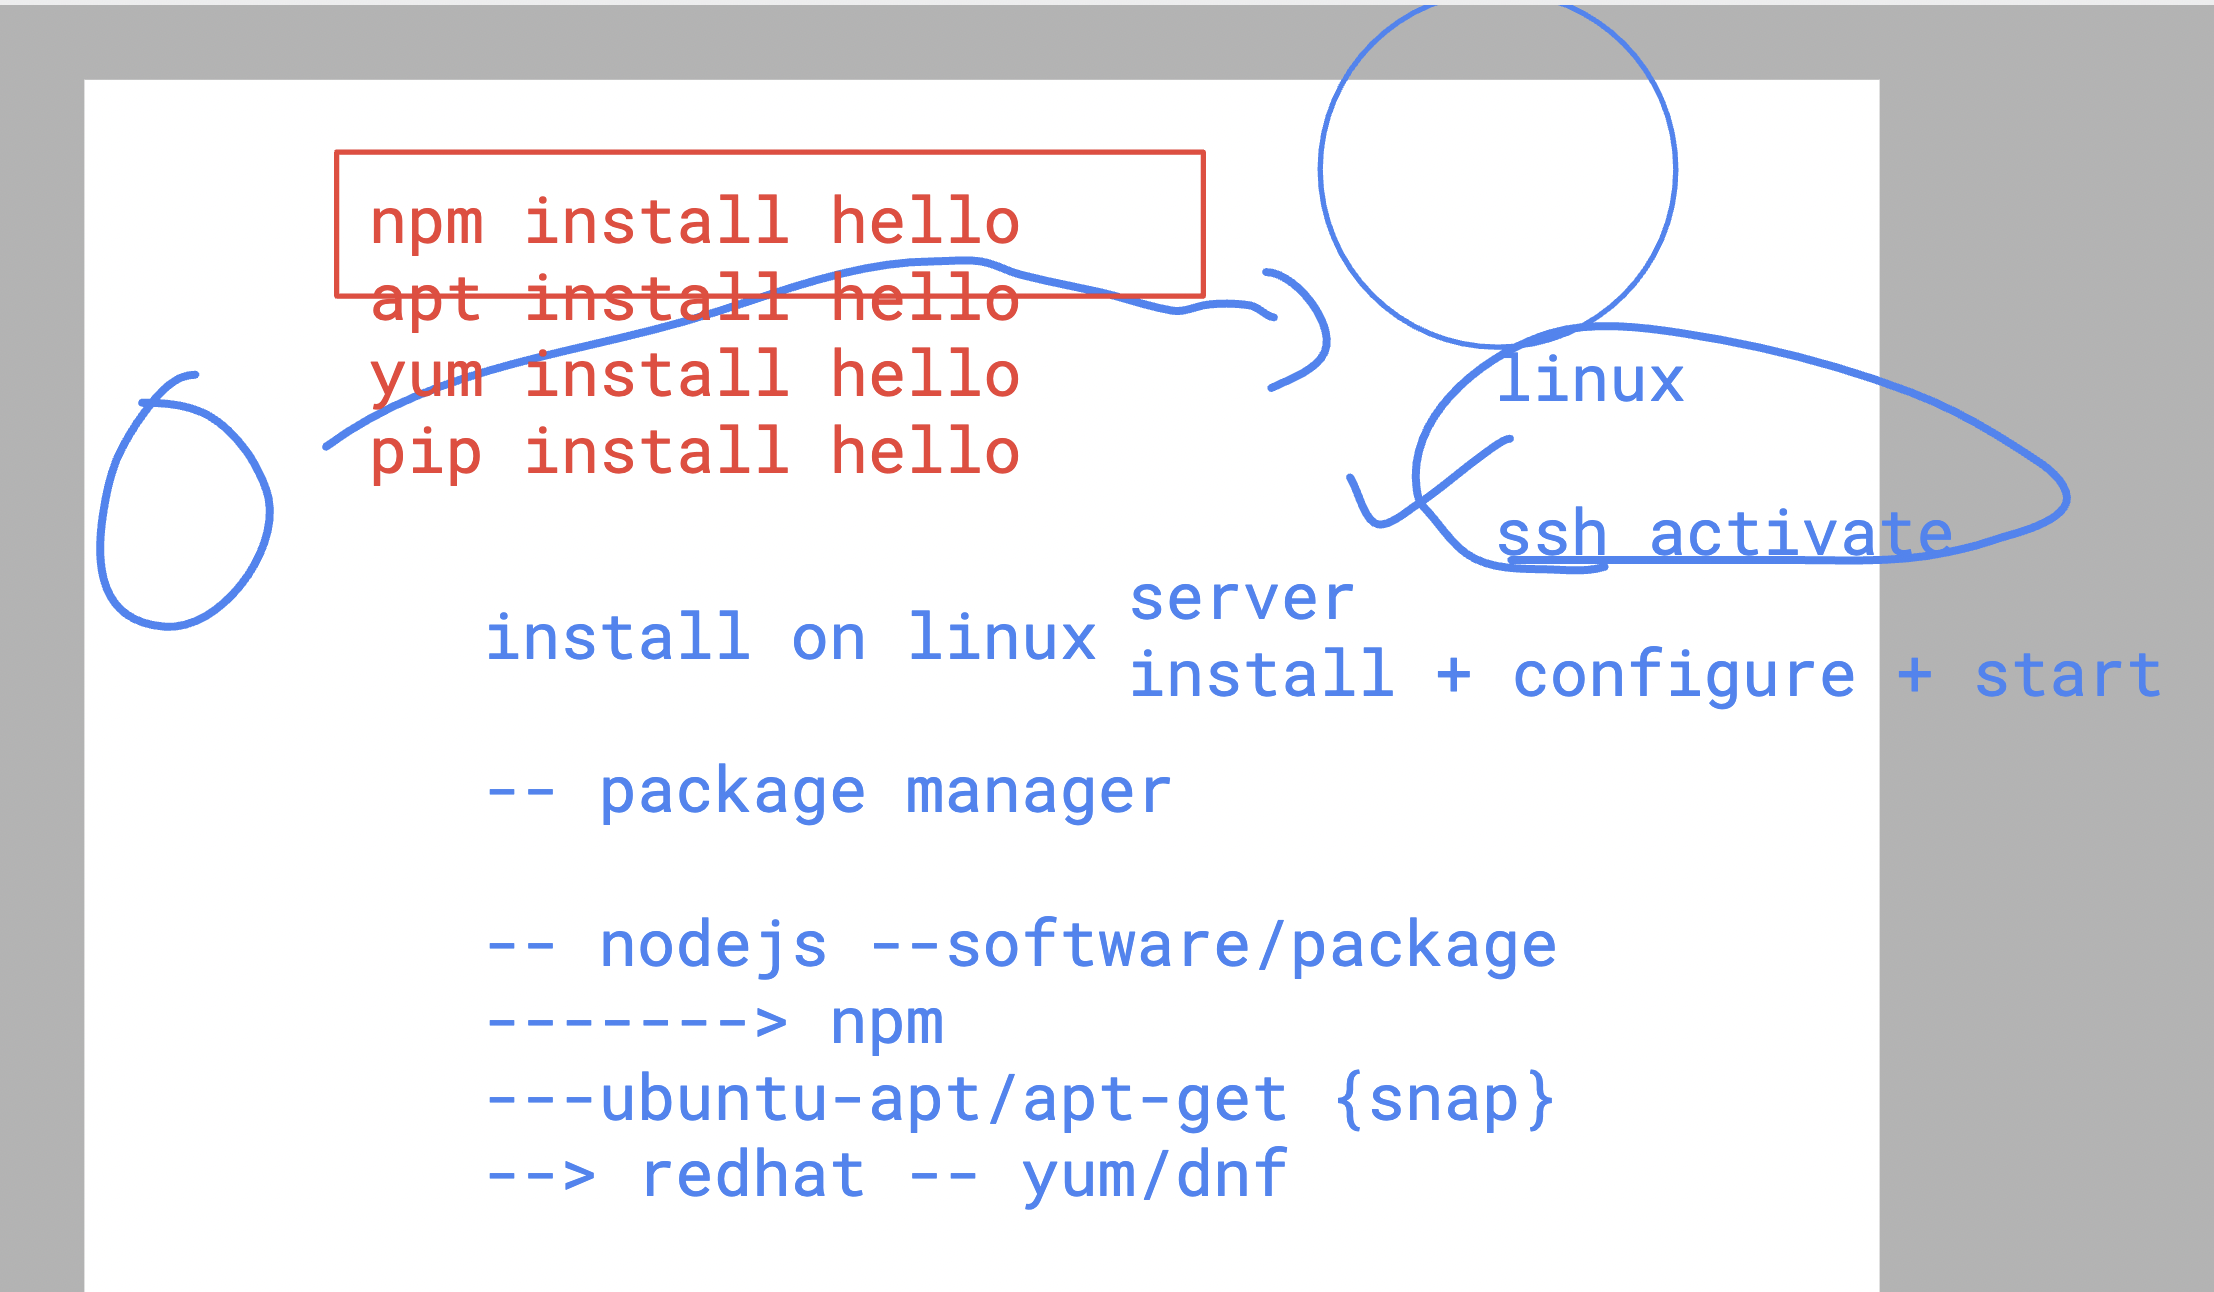 npm install hello
apt install hello
yum install hello
pip install hello
linux
ssh activate
server
install + configure + start
install on linux
-- package manager
-- nodejs --software/package
-------> npm
---ubuntu-apt/apt-get {snap}
--> redhat -- yum/dnf